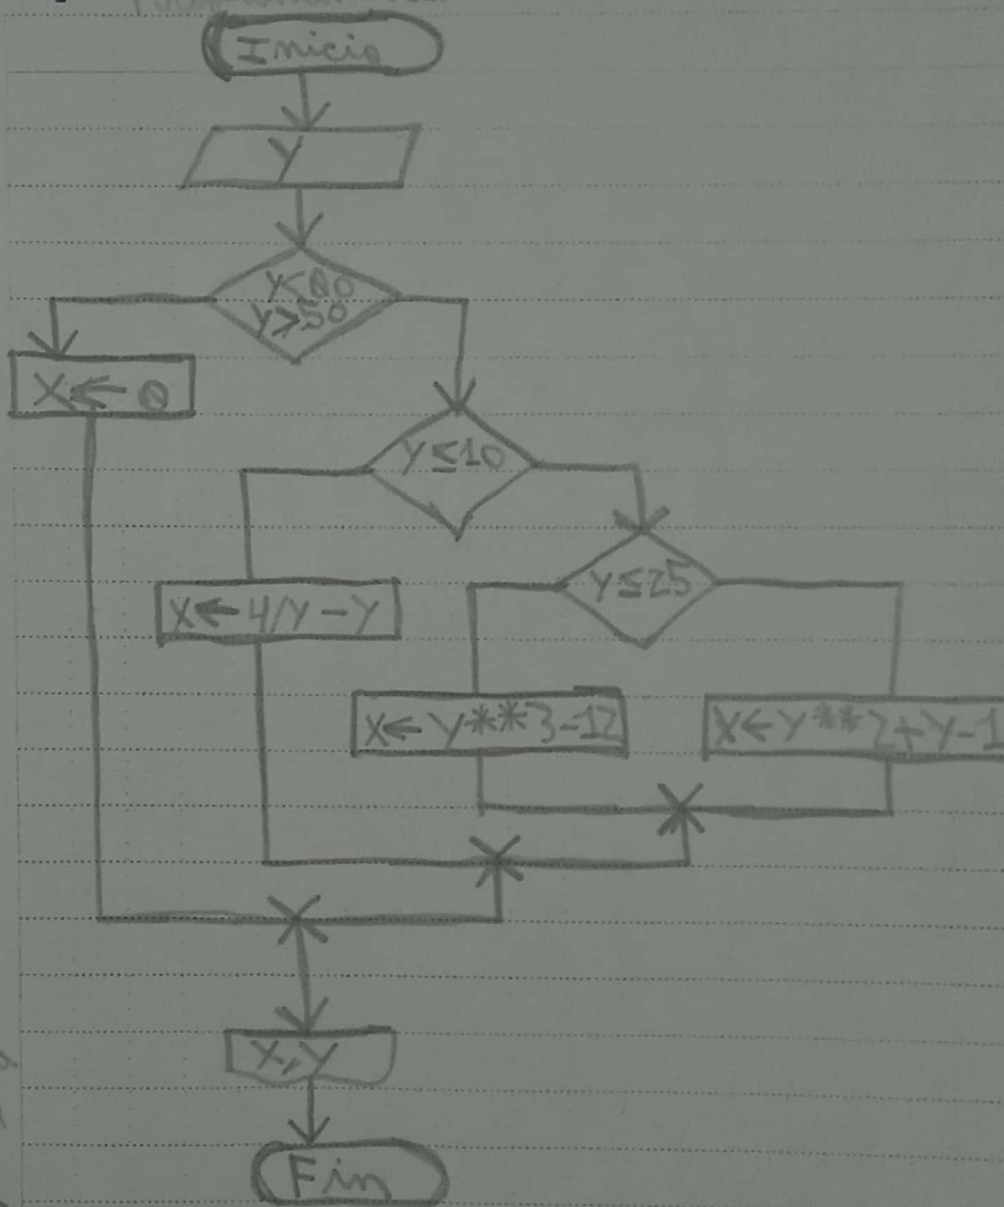 Inicio
Y
Y<0 o
Y>50
X←0
Y≤10
Y≤25
X←4/Y-Y
X←Y**3-12
X←Y**2+Y-1
X,Y
Fin